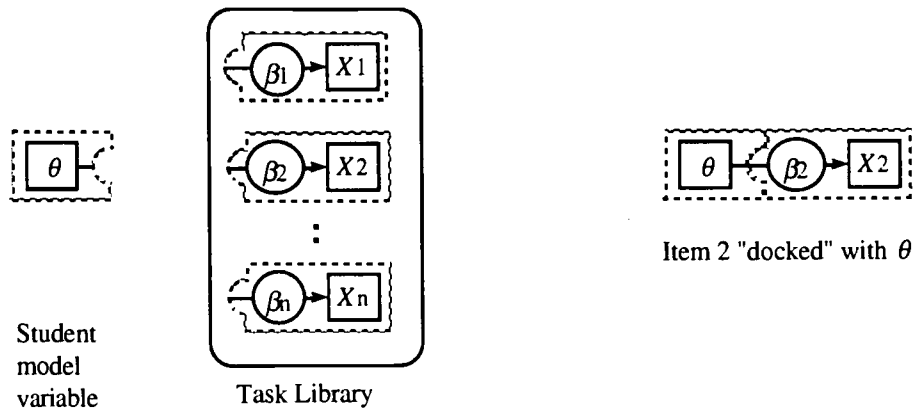 β1 X1
θ
β2 X2
θ β2 X2
:
Item 2 "docked" with θ
βn Xn
Student
model
variable
Task Library